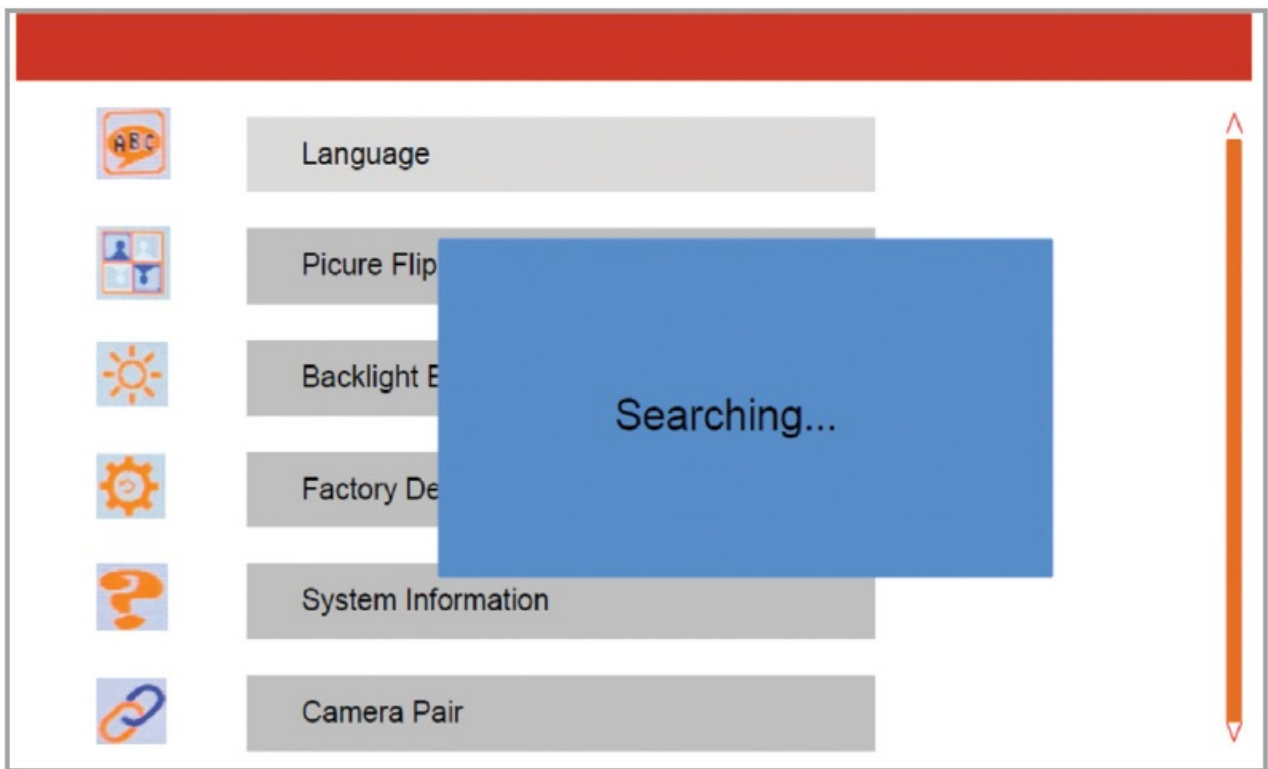 ABC
Language
Picure Flip
Backlight
Searching...
Factory De
System Information
Camera Pair